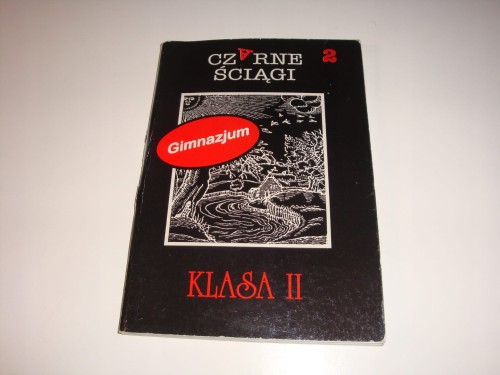 CZARNE 2
ŚCIĄGI
Gimnazjum
KLASA II